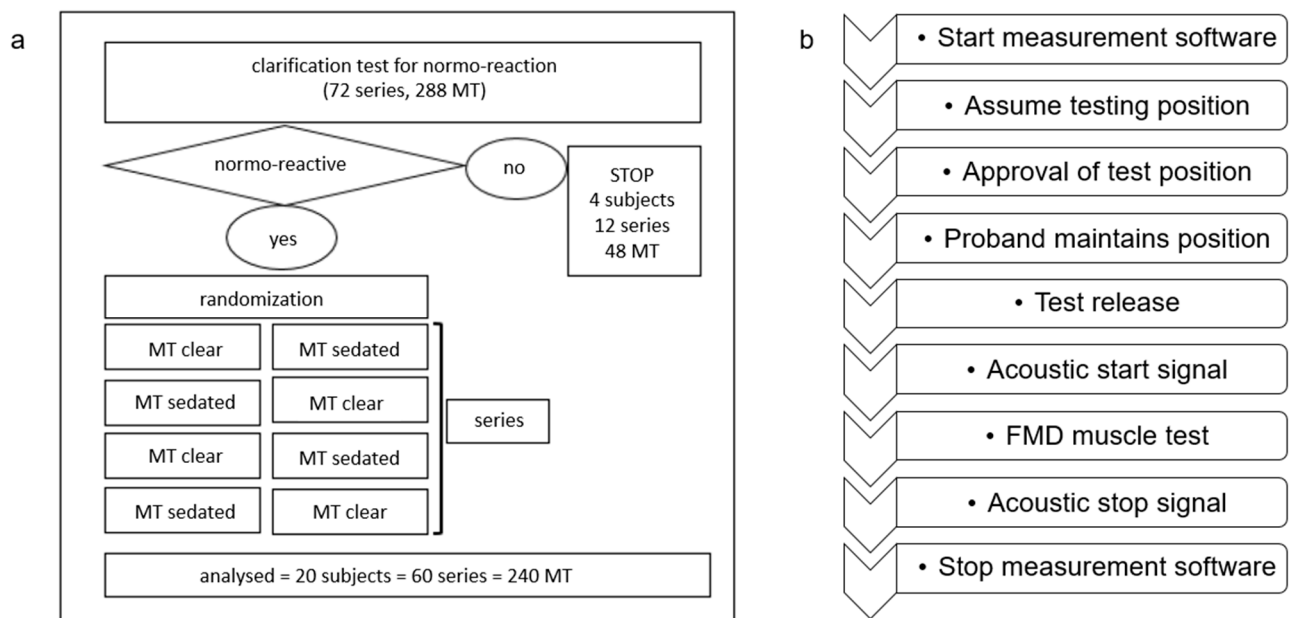 a
clarification test for normo-reaction
(72 series, 288 MT)
normo-reactive
no
STOP
4 subjects
12 series
48 MT
yes
randomization
MT clear
MT sedated
MT sedated
MT clear
MT clear
MT sedated
MT sedated
MT clear
series
analysed = 20 subjects = 60 series = 240 MT
b
• Start measurement software
• Assume testing position
• Approval of test position
• Proband maintains position
• Test release
• Acoustic start signal
• FMD muscle test
• Acoustic stop signal
• Stop measurement software